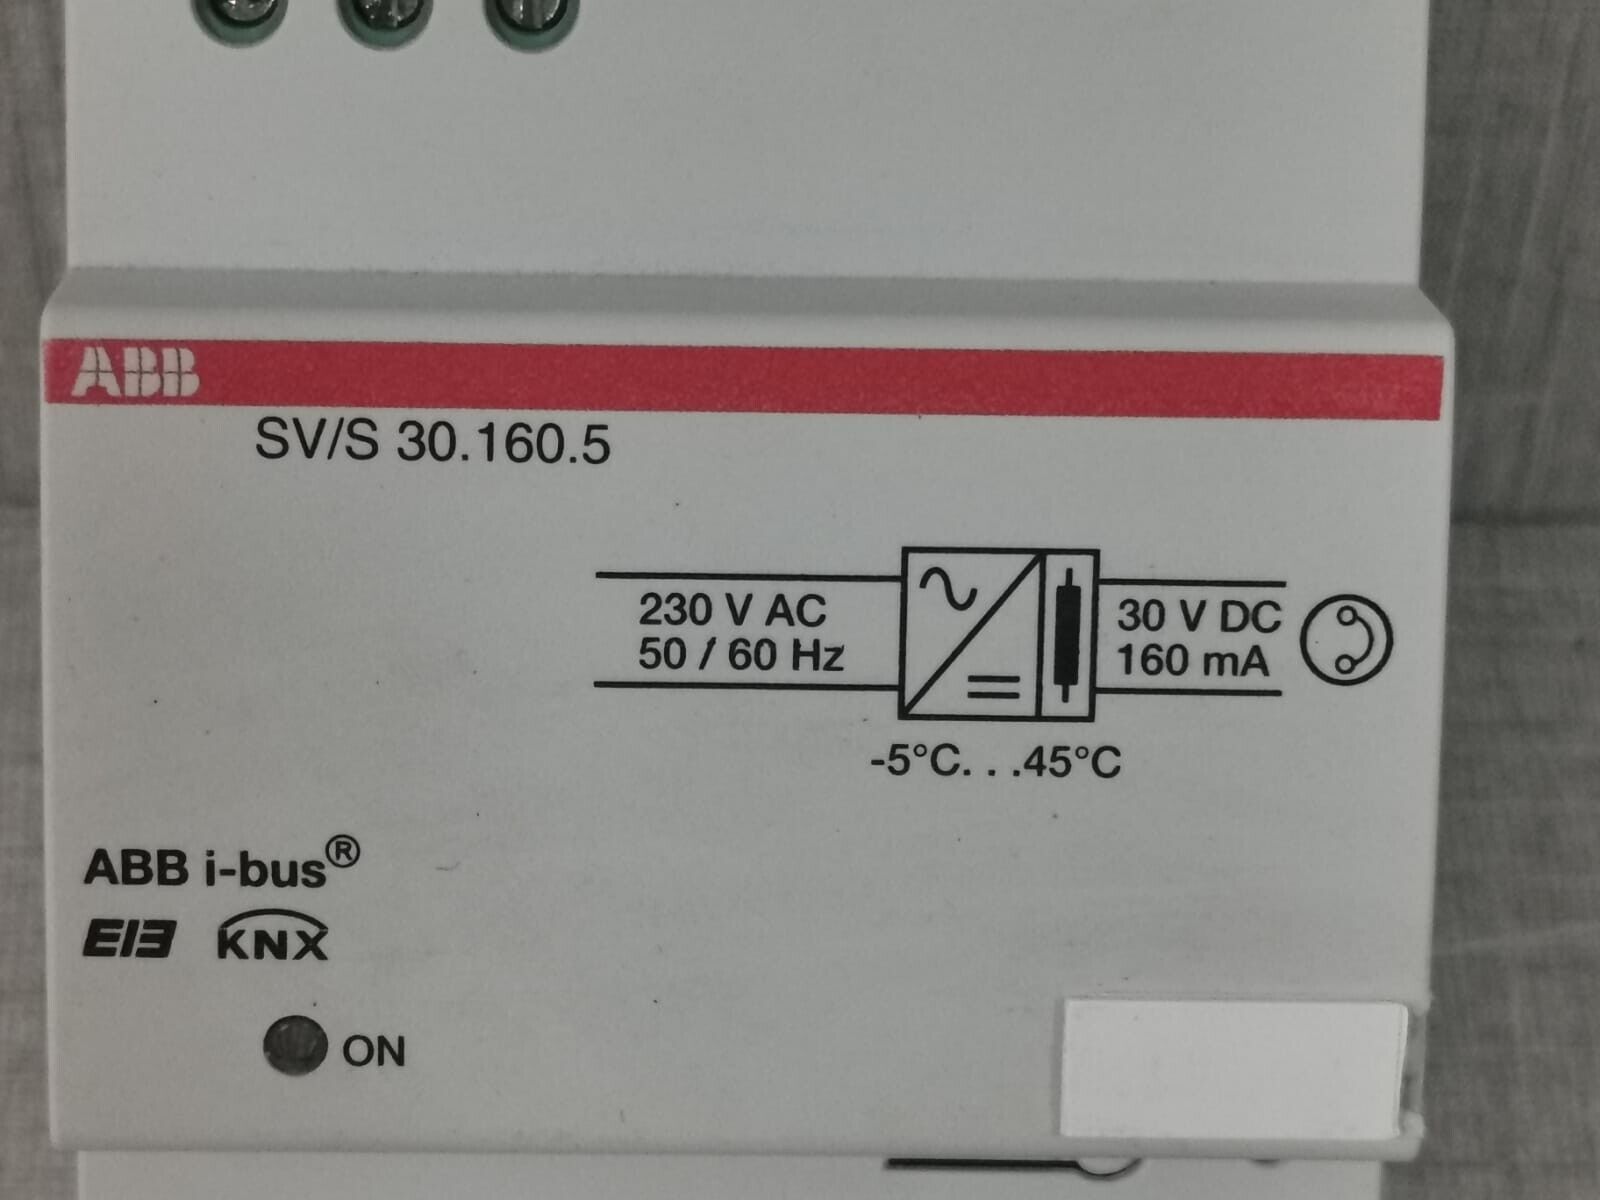 ABB
SV/S 30.160.5
230 V AC
50 / 60 Hz
30 V DC
160 mA
-5°C. . .45°C
ABB i-bus®
EIB KNX
ON